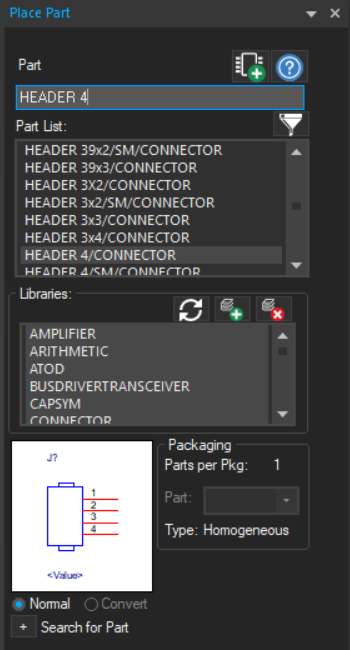 Place Part
Part
HEADER 4
Part List:
HEADER 39x2/SM/CONNECTOR
HEADER 39x3/CONNECTOR
HEADER 3X2/CONNECTOR
HEADER 3x2/SM/CONNECTOR
HEADER 3x3/CONNECTOR
HEADER 3x4/CONNECTOR
HEADER 4/CONNECTOR
HEADER 4/SM/CONNECTOR
Libraries:
AMPLIFIER
ARITHMETIC
ATOD
BUSDRIVERTRANSCEIVER
CAPSYM
CONNECTOR
J?
1
2
3
4
<Value>
Packaging
Parts per Pkg: 1
Part:
Type: Homogeneous
Normal Convert
+ Search for Part